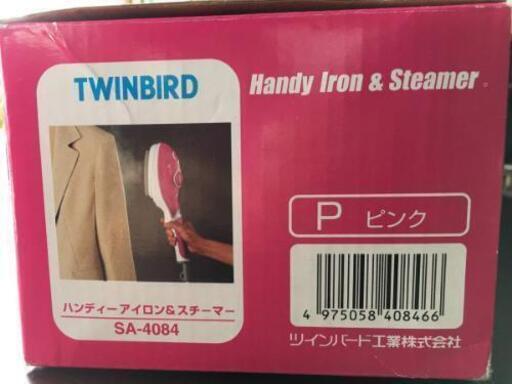 TWINBIRD
Handy Iron & Steamer
P ピンク
ハンディーアイロン&スチーマー
SA-4084
4 975058 408466
ツインバード工業株式会社